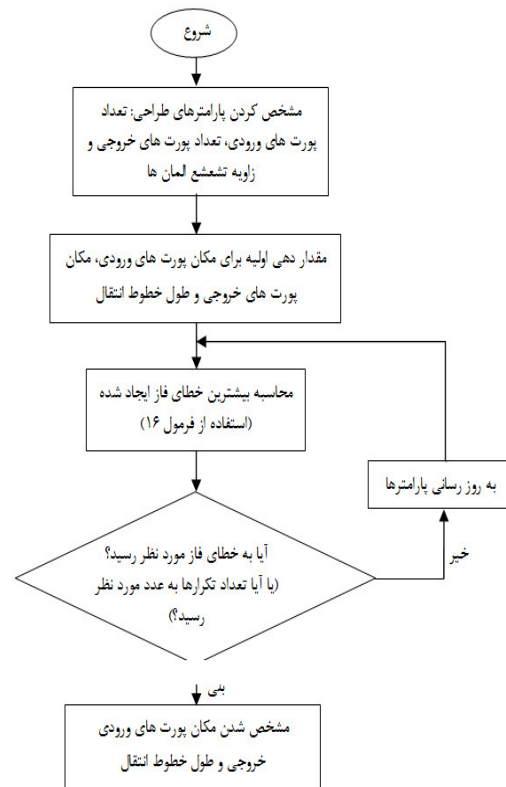 شروع
مشخص کردن پارامترهای طراحی: تعداد
پورت های ورودی، تعداد پورت های خروجی و
زاویه تشعشع المان ها
مقدار دهی اولیه برای مکان پورت های ورودی، مکان
پورت های خروجی و طول خطوط انتقال
محاسبه بیشترین خطای فاز ایجاد شده
(استفاده از فرمول ۱۶)
به روز رسانی پارامترها
آیا به خطای فاز مورد نظر رسید؟
(یا آیا تعداد تکرارها به عدد مورد نظر
رسید؟)
خیر
بلی
مشخص شدن مکان پورت های ورودی
خروجی و طول خطوط انتقال